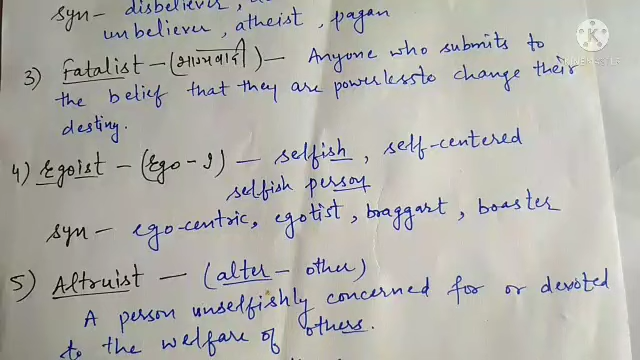 syn - disbeliever,
unbeliever, atheist, pagan
3) Fatalist - (भाग्यवादी) - Anyone who submits to
the belief that they are powerless to change their
destiny.
4) Egoist - (Ego - I) - selfish, self-centered
selfish person
syn - ego-centric, egotist, braggart, boaster
5) Altruist - (alter - other)
A person unselfishly concerned for or devoted
to the welfare of others.